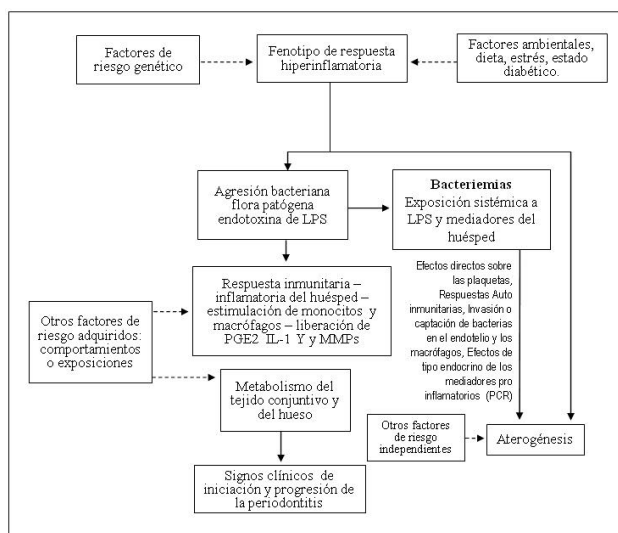 Factores de
riesgo genético
Fenotipo de respuesta
hiperinflamatoria
Factores ambientales,
dieta, estrés, estado
diabético.
Agresión bacteriana
flora patógena
endotoxina de LPS
Bacteriemias
Exposición sistémica a
LPS y mediadores del
huésped
Respuesta inmunitaria –
inflamatoria del huésped –
estimulación de monocitos y
macrófagos – liberación de
PGE2 IL-1 Y y MMPs
Efectos directos sobre
las plaquetas,
Respuestas Auto
inmunitarias, Invasión o
captación de bacterias
en el endotelio y los
macrófagos, Efectos de
tipo endocrino de los
mediadores pro
inflamatorios (PCR)
Otros factores de
riesgo adquiridos:
comportamientos
o exposiciones
Metabolismo del
tejido conjuntivo y
del hueso
Otros factores
de riesgo
independientes
Aterogénesis
Signos clínicos de
iniciación y progresión de
la periodontitis